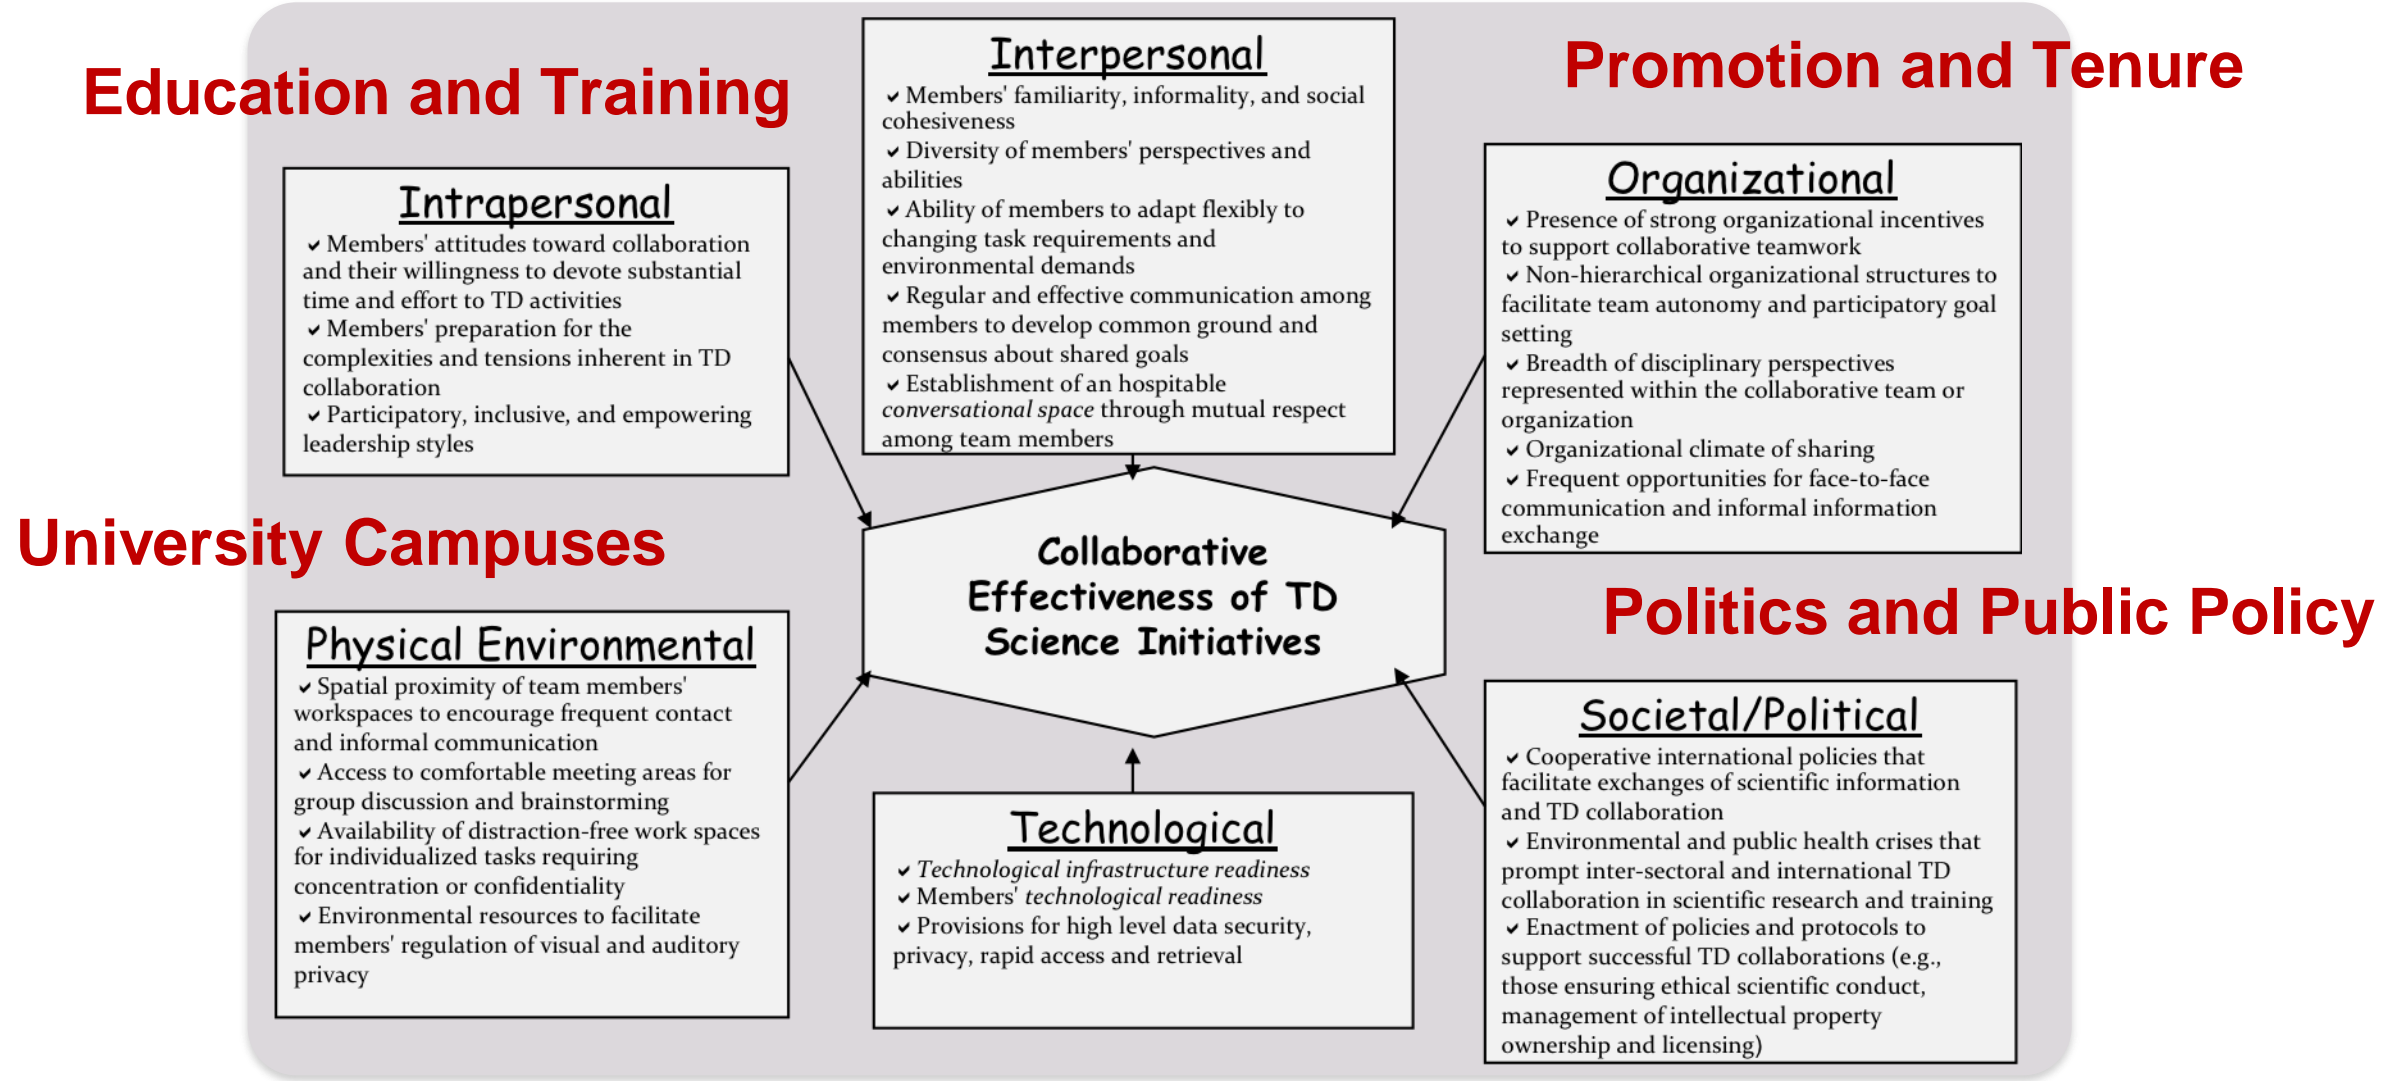 Education and Training
Intrapersonal
✓ Members' attitudes toward collaboration
and their willingness to devote substantial
time and effort to TD activities
✓ Members' preparation for the
complexities and tensions inherent in TD
collaboration
✓ Participatory, inclusive, and empowering
leadership styles
Interpersonal
✓ Members' familiarity, informality, and social
cohesiveness
✓ Diversity of members' perspectives and
abilities
✓ Ability of members to adapt flexibly to
changing task requirements and
environmental demands
✓ Regular and effective communication among
members to develop common ground and
consensus about shared goals
✓ Establishment of an hospitable
conversational space through mutual respect
among team members
Promotion and Tenure
Organizational
✓ Presence of strong organizational incentives
to support collaborative teamwork
✓ Non-hierarchical organizational structures to
facilitate team autonomy and participatory goal
setting
✓ Breadth of disciplinary perspectives
represented within the collaborative team or
organization
✓ Organizational climate of sharing
✓ Frequent opportunities for face-to-face
communication and informal information
exchange
Collaborative
Effectiveness of TD
Science Initiatives
University Campuses
Physical Environmental
✓ Spatial proximity of team members'
workspaces to encourage frequent contact
and informal communication
✓ Access to comfortable meeting areas for
group discussion and brainstorming
✓ Availability of distraction-free work spaces
for individualized tasks requiring
concentration or confidentiality
✓ Environmental resources to facilitate
members' regulation of visual and auditory
privacy
Technological
✓ Technological infrastructure readiness
✓ Members' technological readiness
✓ Provisions for high level data security,
privacy, rapid access and retrieval
Politics and Public Policy
Societal/Political
✓ Cooperative international policies that
facilitate exchanges of scientific information
and TD collaboration
✓ Environmental and public health crises that
prompt inter-sectoral and international TD
collaboration in scientific research and training
✓ Enactment of policies and protocols to
support successful TD collaborations (e.g.,
those ensuring ethical scientific conduct,
management of intellectual property
ownership and licensing)